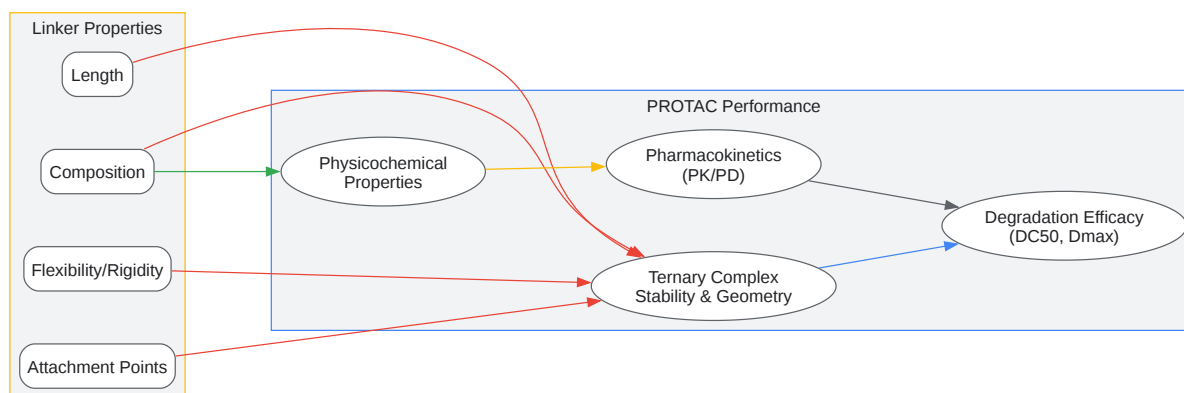 Linker Properties
Length
Composition
Flexibility/Rigidity
Attachment Points
PROTAC Performance
Physicochemical
Properties
Pharmacokinetics
(PK/PD)
Ternary Complex
Stability & Geometry
Degradation Efficacy
(DC50, Dmax)